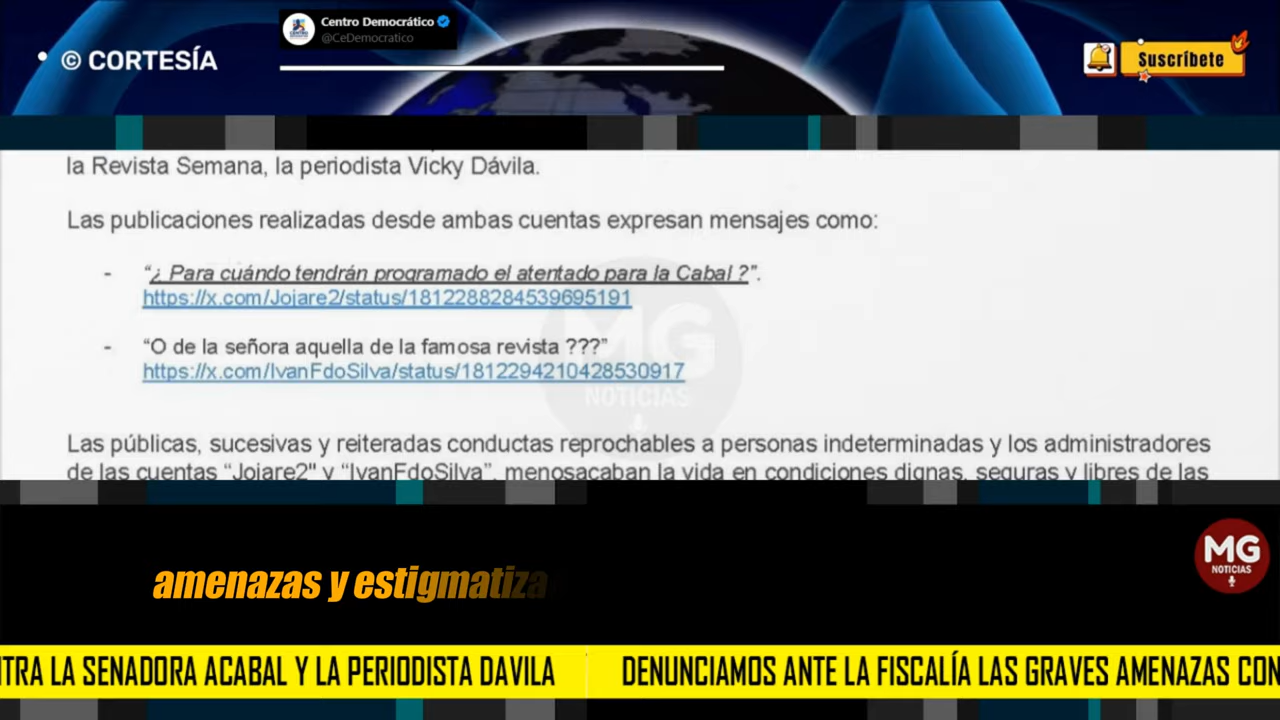 © CORTESÍA
Centro Democrático
@CeDemocratico
Suscríbete
la Revista Semana, la periodista Vicky Dávila.
Las publicaciones realizadas desde ambas cuentas expresan mensajes como:
- “¿ Para cuándo tendrán programado el atentado para la Cabal ?”.
https://x.com/Jojare2/status/1812288284539695191
- “O de la señora aquella de la famosa revista ???”
https://x.com/IvanFdoSilva/status/1812294210428530917
MG
NOTICIAS
Las públicas, sucesivas y reiteradas conductas reprochables a personas indeterminadas y los administradores
de las cuentas “Jojare2" y “IvanFdoSilva”, menosacaban la vida en condiciones dignas, seguras y libres de las
amenazas y estigmatiza
MG
NOTICIAS
TRA LA SENADORA ACABAL Y LA PERIODISTA DAVILA
DENUNCIAMOS ANTE LA FISCALÍA LAS GRAVES AMENAZAS CON